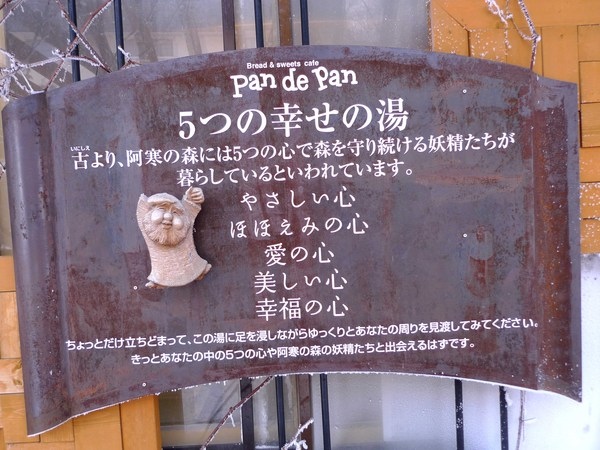 Bread & sweets cafe
Pan de Pan
5つの幸せの湯
いにしえ
古より、阿寒の森には5つの心で森を守り続ける妖精たちが
暮らしているといわれています。
やさしい心
ほほえみの心
愛の心
美しい心
幸福の心
ちょっとだけ立ちどまって、この湯に足を浸しながらゆっくりとあなたの周りを見渡してみてください。
きっとあなたの中の5つの心や阿寒の森の妖精たちと出会えるはずです。